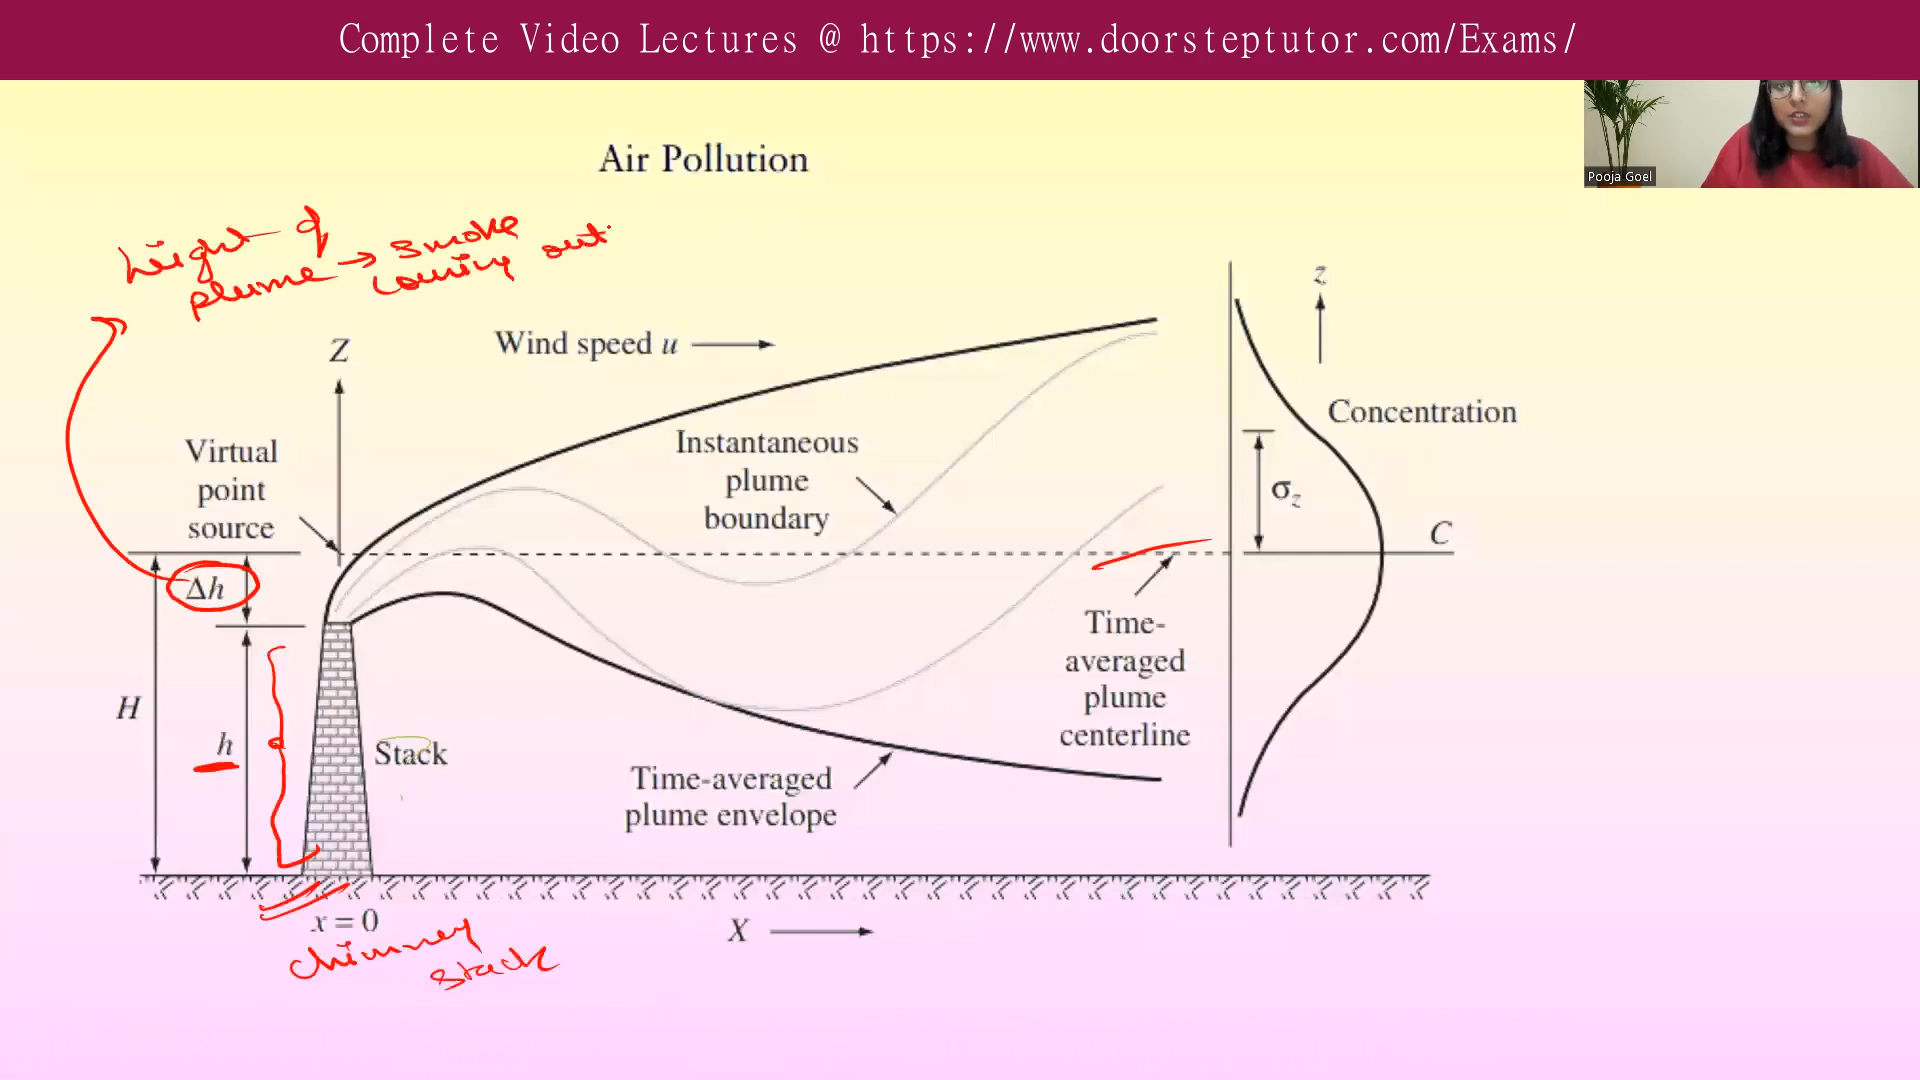 Complete Video Lectures @ https://www.doorsteptutor.com/Exams/
Pooja Goel
Air Pollution
height of
plume → smoke
coming out
Z
Wind speed u
z
Concentration
Virtual
point
source
Instantaneous
plume
boundary
σz
C
Δh
Time-
averaged
plume
centerline
H
h
Stack
Time-averaged
plume envelope
x = 0
X
chimney
stack